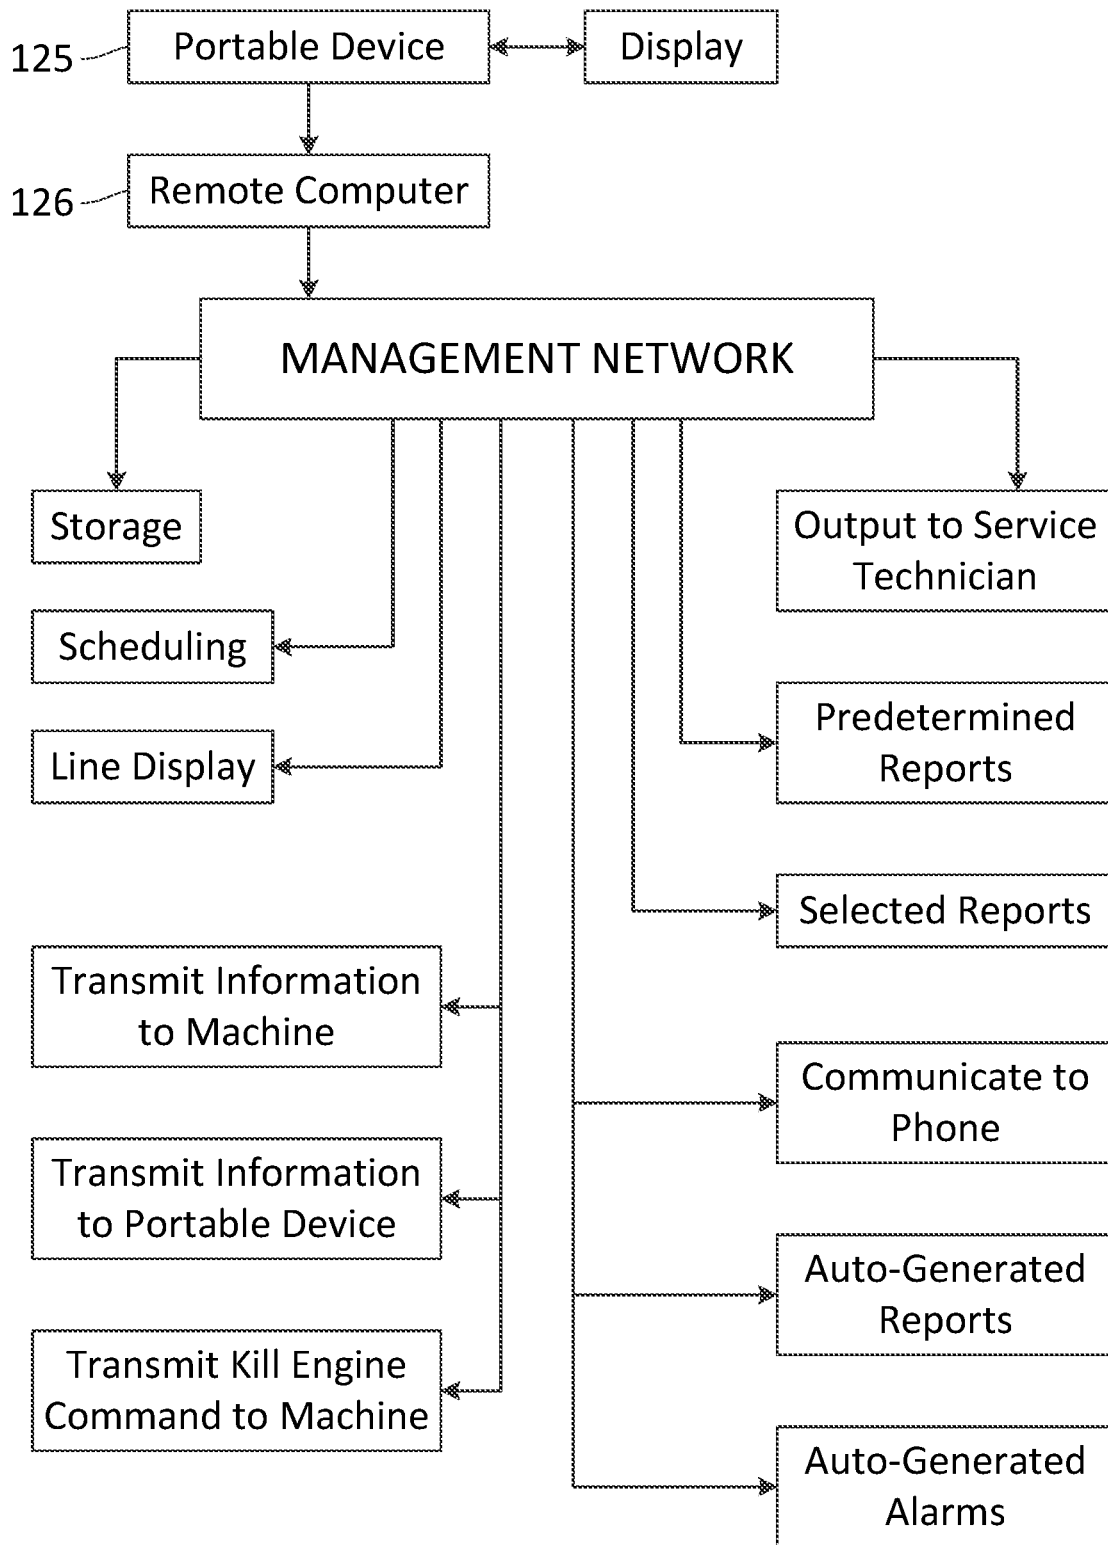 125
Portable Device
Display
126
Remote Computer
MANAGEMENT NETWORK
Storage
Scheduling
Line Display
Transmit Information
to Machine
Transmit Information
to Portable Device
Transmit Kill Engine
Command to Machine
Output to Service
Technician
Predetermined
Reports
Selected Reports
Communicate to
Phone
Auto-Generated
Reports
Auto-Generated
Alarms